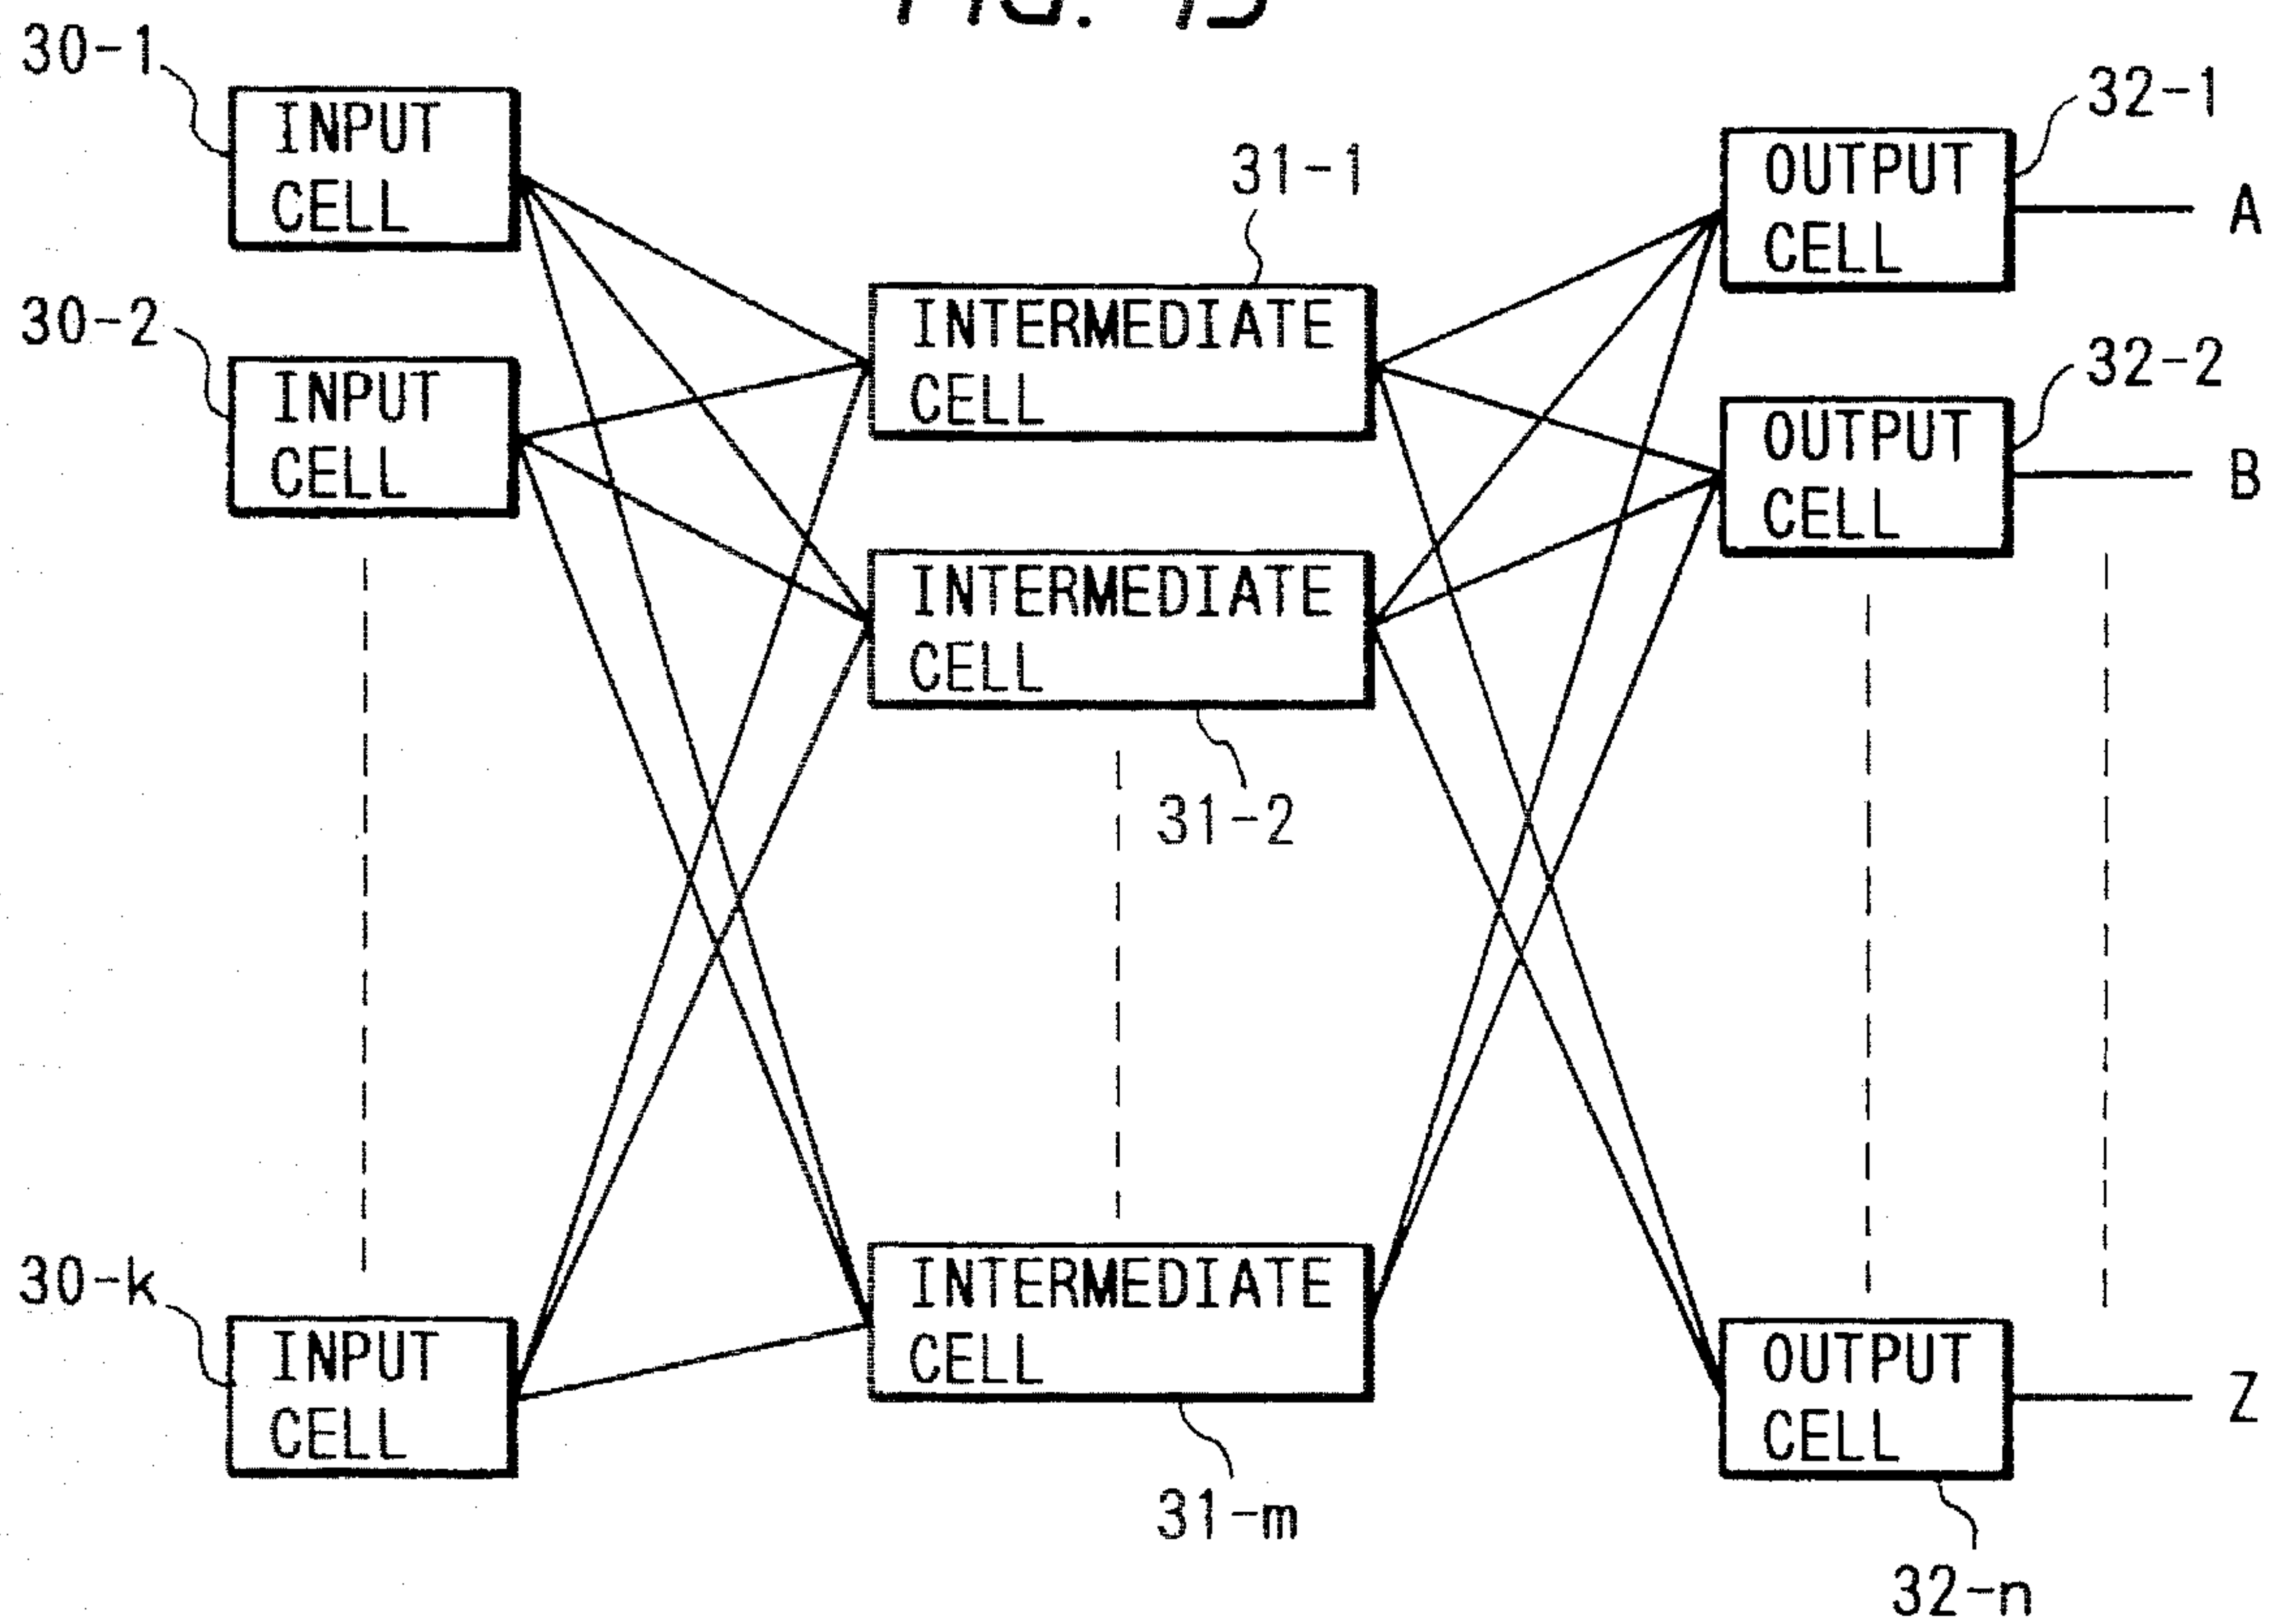 FIG.
30-1
INPUT
CELL
30-2
INPUT
CELL
30-k
INPUT
CELL
31-1
INTERMEDIATE
CELL
INTERMEDIATE
CELL
31-2
INTERMEDIATE
CELL
31-m
32-1
OUTPUT
CELL
A
32-2
OUTPUT
CELL
B
OUTPUT
CELL
Z
32-n